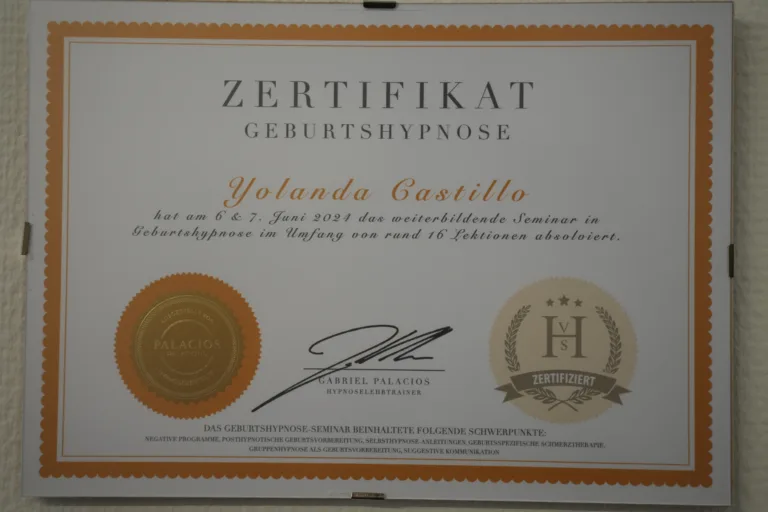 ZERTIFIKAT
GEBURTSHYPNOSE
Yolanda Castillo
hat am 6 & 7. Juni 2021 das weiterbildende Seminar in
Geburtshypnose im Umfang von rund 16 Lektionen absolviert.
PALACIOS
H
V
S
ZERTIFIZIERT
GABRIEL PALACIOS
HYPNOSELEHRTRAINER
DAS GEBURTSHYPNOSE-SEMINAR BEINHALTETE FOLGENDE SCHWERPUNKTE:
NEGATIVE PROGRAMME, POSTHYPNOTISCHE GEBURTSVORBEREITUNG, SELBSTHYPNOSE-ANLEITUNGEN, GEBURTSSPEZIFISCHE SCHMERZTHERAPIE,
GRUPPENHYPNOSE ALS GEBURTSVORBEREITUNG, SUGGESTIVE KOMMUNIKATION